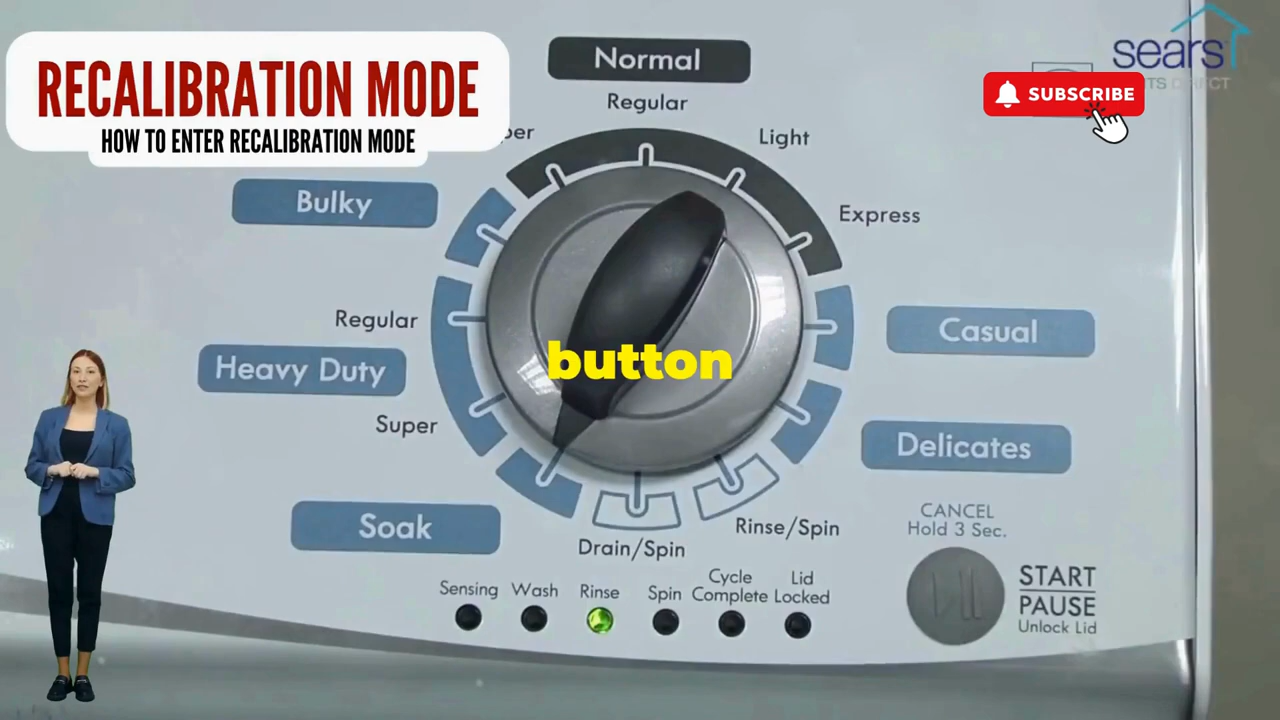 RECALIBRATION MODE
HOW TO ENTER RECALIBRATION MODE
sears
SUBSCRIBE
Normal
Regular
Light
Express
Bulky
Regular
Heavy Duty
Super
button
Casual
Delicates
Soak
Drain/Spin
Rinse/Spin
CANCEL
Hold 3 Sec.
Sensing
Wash
Rinse
Spin
Cycle
Complete
Lid
Locked
START
PAUSE
Unlock Lid